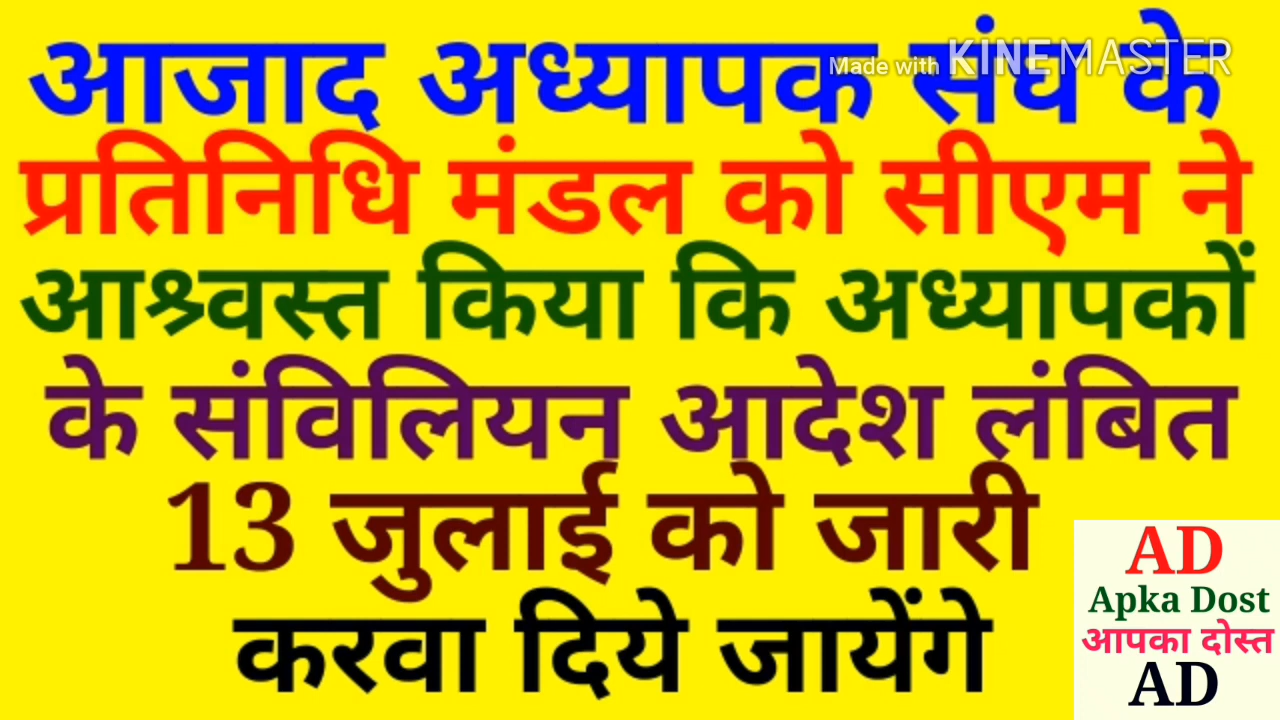 आजाद अध्यापक संघ के
Made with KINEMASTER
प्रतिनिधि मंडल को सीएम ने
आश्र्वस्त किया कि अध्यापकों
के संविलियन आदेश लंबित
13 जुलाई को जारी
करवा दिये जायेंगे
AD
Apka Dost
आपका दोस्त
AD